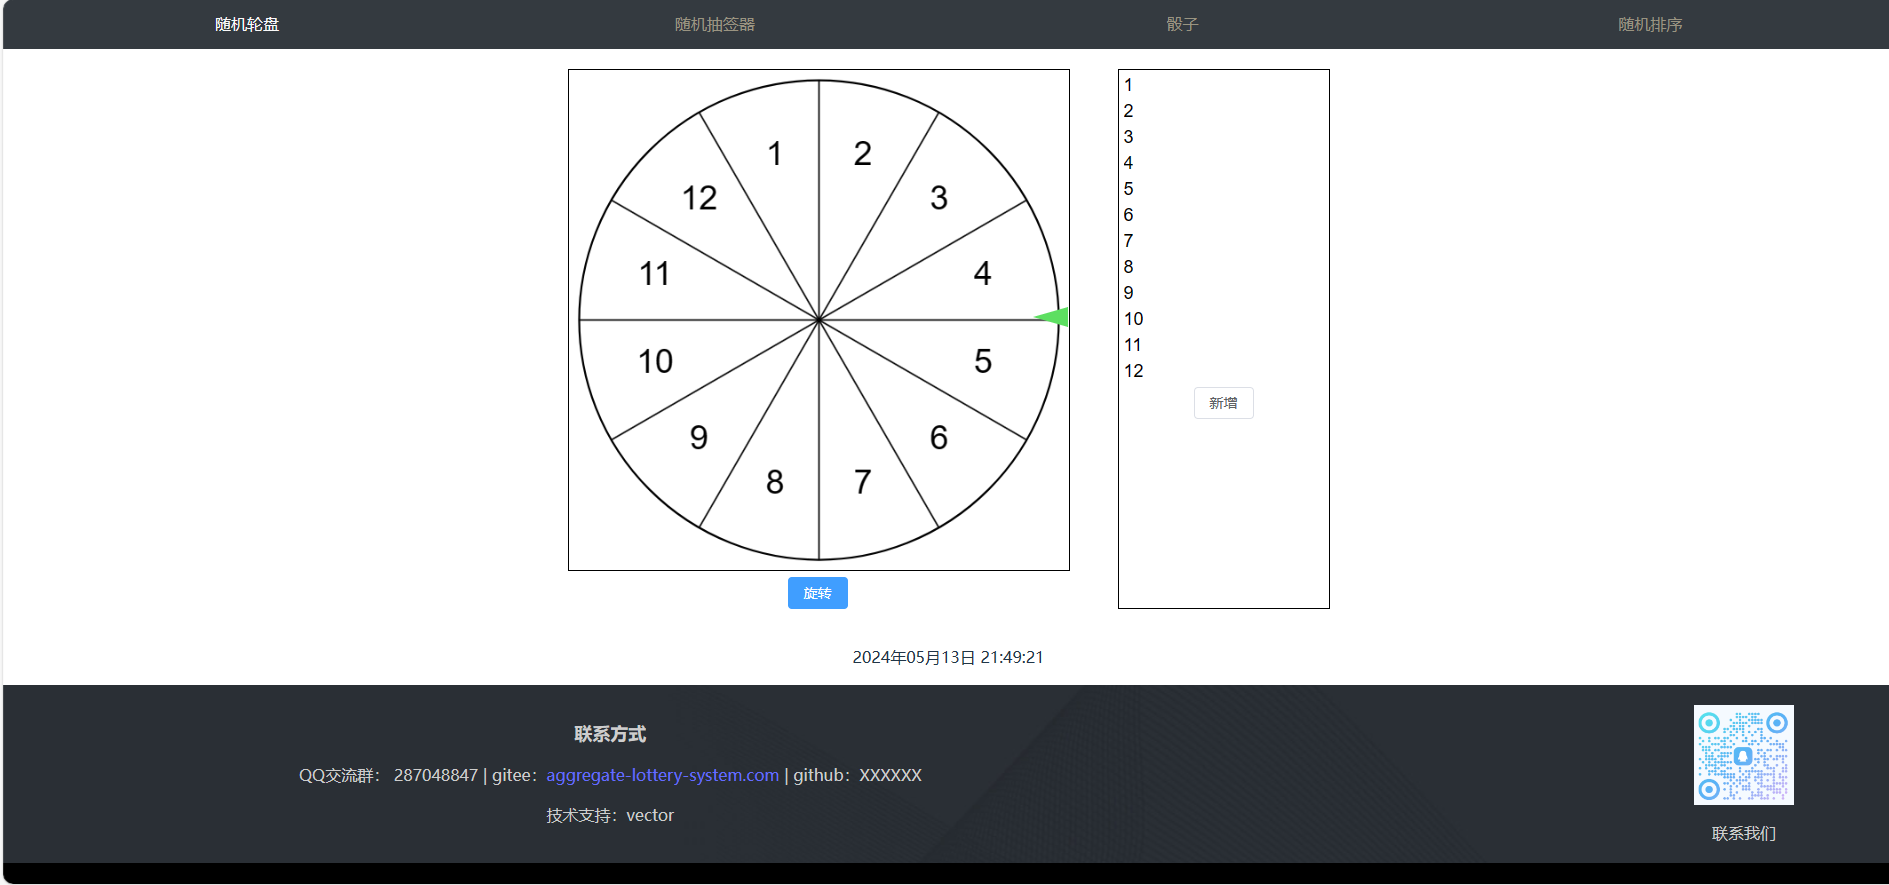 随机轮盘 随机抽签器 骰子 随机排序
1 2
12 3
11 4
10 5
9 6
8 7
1
2
3
4
5
6
7
8
9
10
11
12
新增
旋转
2024年05月13日 21:49:21
联系方式
QQ交流群： 287048847 | gitee：aggregate-lottery-system.com | github：XXXXXX
技术支持：vector
联系我们